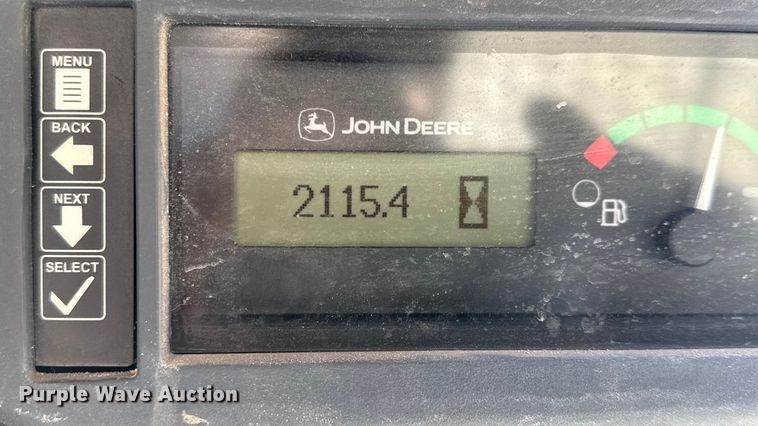 MENU
BACK
NEXT
SELECT
JOHN DEERE
2115.4
Purple Wave Auction®